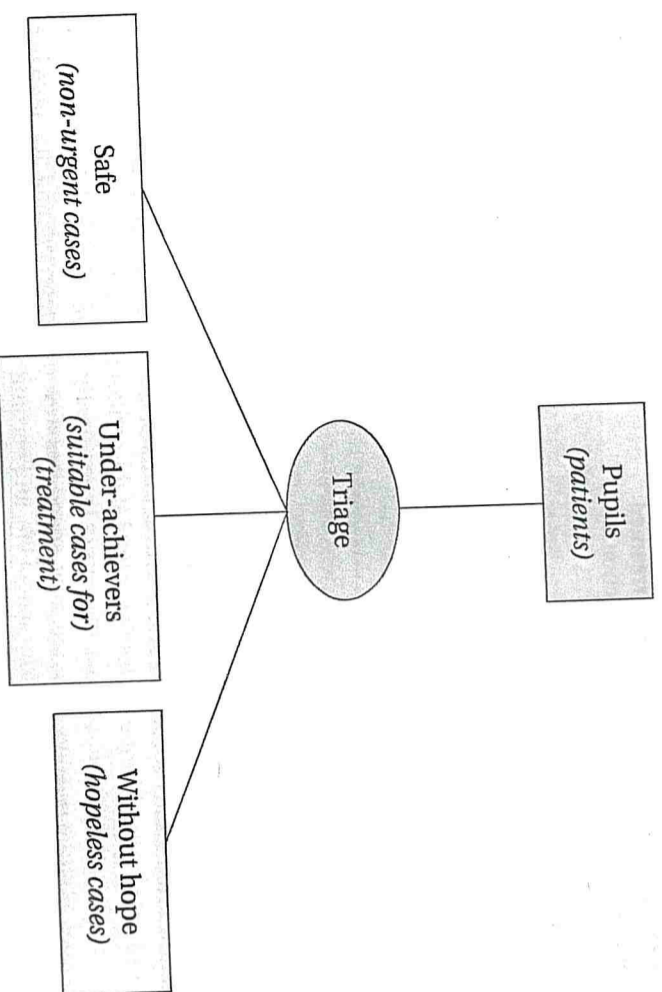 Pupils
(patients)
Triage
Safe
(non-urgent cases)
Under-achievers
(suitable cases for)
(treatment)
Without hope
(hopeless cases)